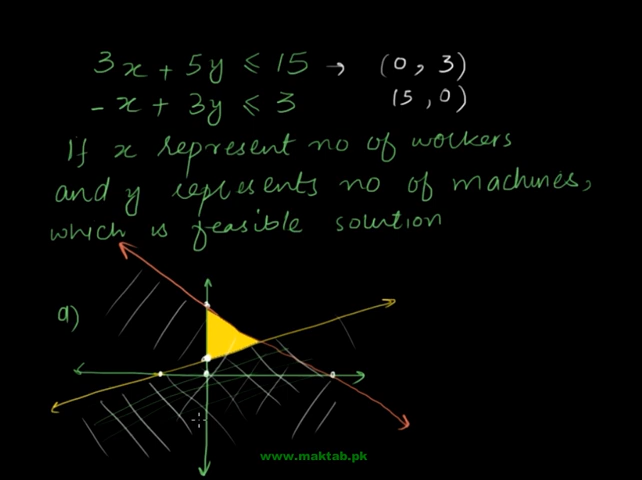 3x + 5y ≤ 15 → (0, 3)
-x + 3y ≤ 3 (5, 0)
If x represent no of workers
and y represents no of machines,
which is feasible solution
a)
www.maktab.pk